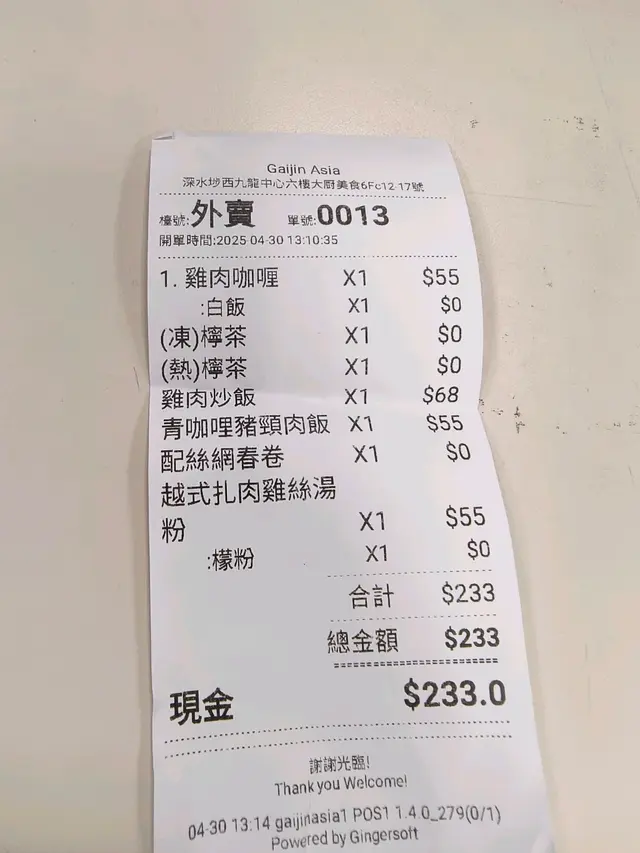 Gaijin Asia
深水埗西九龍中心六樓大廚美食6Fc12-17號
檯號:外賣 單號:0013
開單時間:2025-04-30 13:10:35
1. 雞肉咖喱 X1 $55
:白飯 X1 $0
(凍)檸茶 X1 $0
(熱)檸茶 X1 $0
雞肉炒飯 X1 $68
青咖哩豬頸肉飯 X1 $55
配絲網春卷 X1 $0
越式扎肉雞絲湯
粉 X1 $55
:檬粉 X1 $0
合計 $233
總金額 $233
現金 $233.0
謝謝光臨!
Thank you Welcome!
04-30 13:14 gaijinasia1 POS1 1.4.0_279(0/1)
Powered by Gingersoft